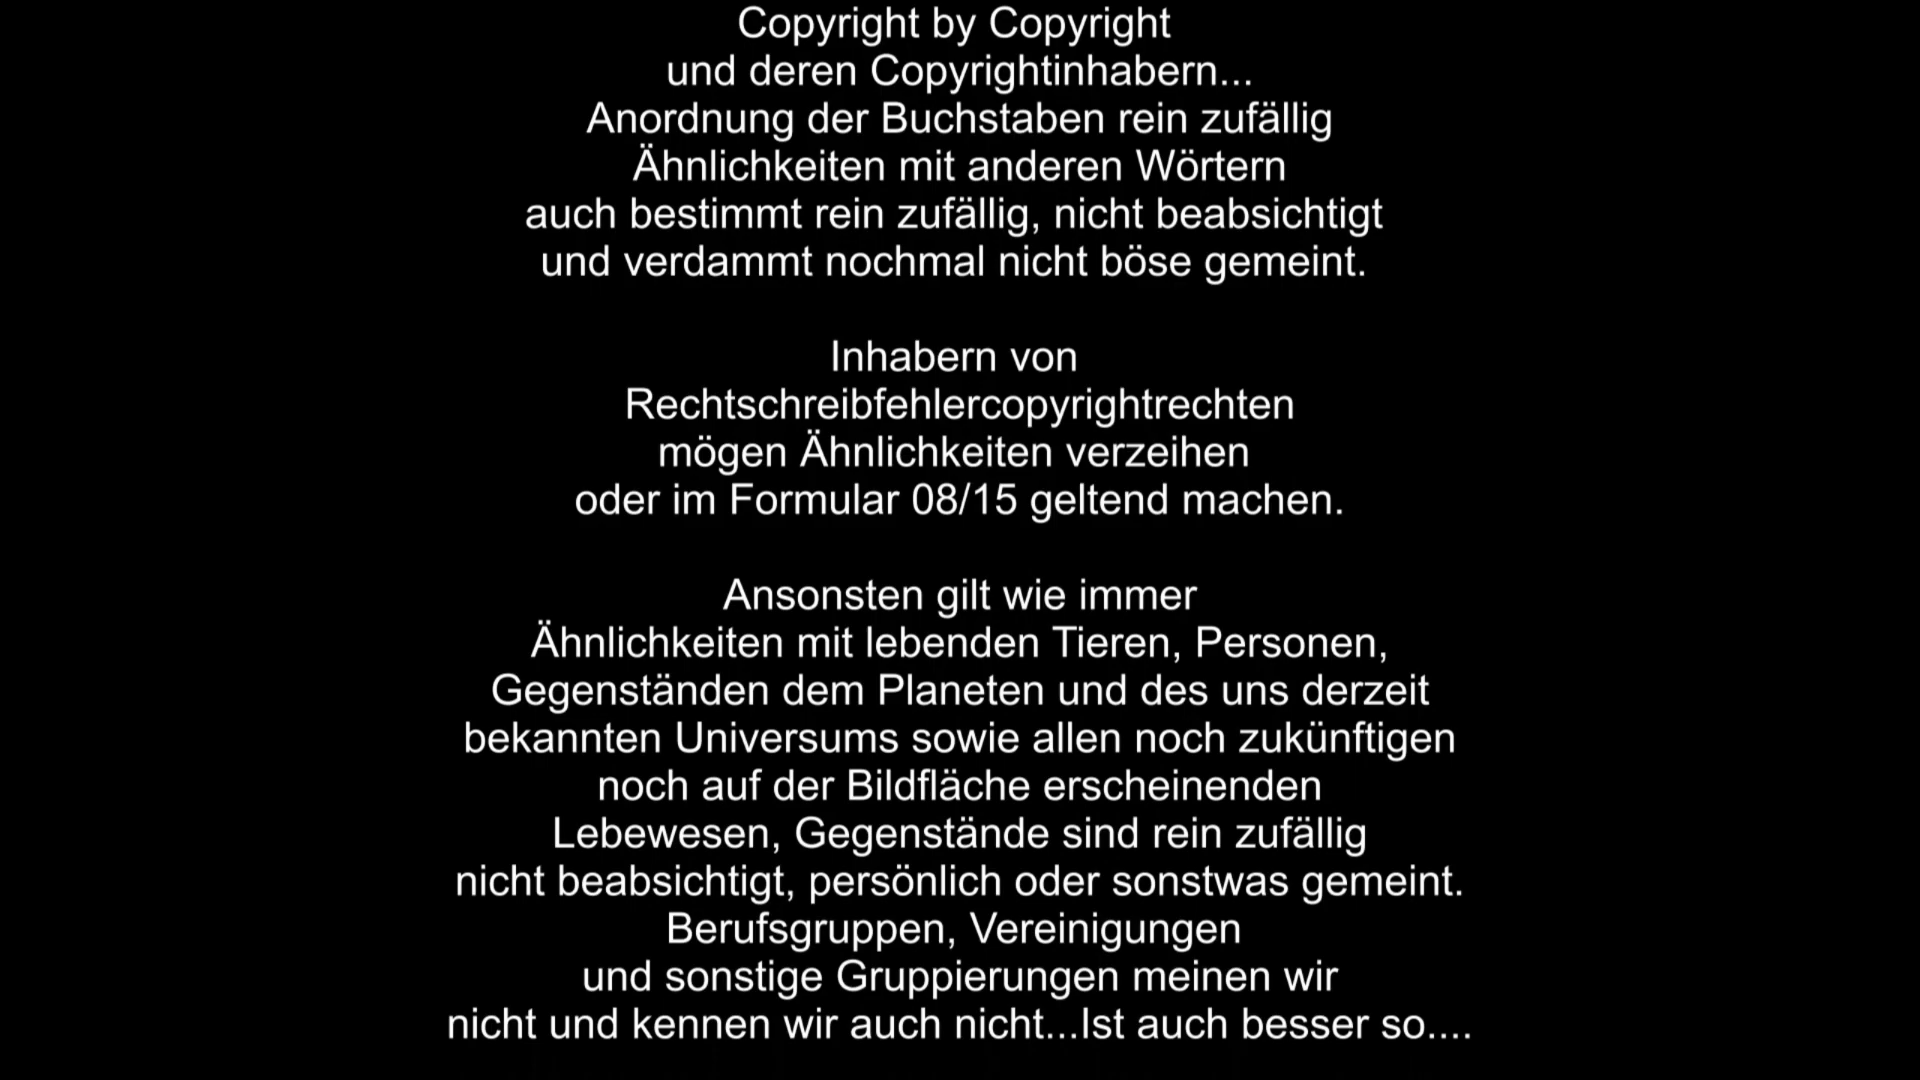 Copyright by Copyright
und deren Copyrightinhabern...
Anordnung der Buchstaben rein zufällig
Ähnlichkeiten mit anderen Wörtern
auch bestimmt rein zufällig, nicht beabsichtigt
und verdammt nochmal nicht böse gemeint.
Inhabern von
Rechtschreibfehlercopyrightrechten
mögen Ähnlichkeiten verzeihen
oder im Formular 08/15 geltend machen.
Ansonsten gilt wie immer
Ähnlichkeiten mit lebenden Tieren, Personen,
Gegenständen dem Planeten und des uns derzeit
bekannten Universums sowie allen noch zukünftigen
noch auf der Bildfläche erscheinenden
Lebewesen, Gegenstände sind rein zufällig
nicht beabsichtigt, persönlich oder sonstwas gemeint.
Berufsgruppen, Vereinigungen
und sonstige Gruppierungen meinen wir
nicht und kennen wir auch nicht...Ist auch besser so....